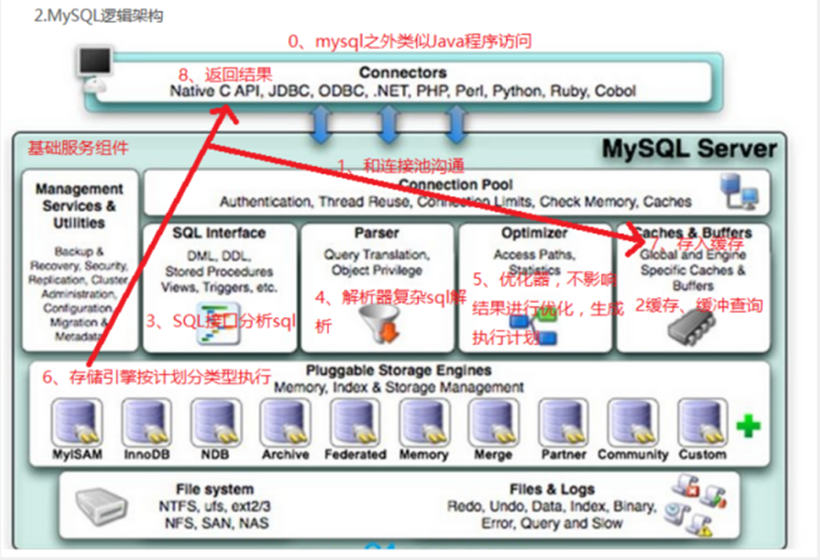 2.MySQL逻辑架构
0、mysql之外类似Java程序访问
8、返回结果
Connectors
Native C API, JDBC, ODBC, .NET, PHP, Perl, Python, Ruby, Cobol
基础服务组件
MySQL Server
1、和连接池沟通
Management
Services &
Utilities
Backup &
Recovery, Security,
Replication, Cluster
Administration,
Configuration,
Migration &
Metadata
Connection Pool
Authentication, Thread Reuse, Connection Limits, Check Memory, Caches
SQL Interface
DML, DDL,
Stored Procedures
Views, Triggers, etc.
3、SQL接口分析sql
Parser
Query Translation,
Object Privilege
4、解析器复杂sql解
析
Optimizer
Access Paths,
Statistics
5、优化器，不影响
结果进行优化，生成
执行计划
Caches & Buffers
7、存入缓存
Global and Engine
Specific Caches &
Buffers
2缓存、缓冲查询
6、存储引擎按计划分类型执行
Pluggable Storage Engines
Memory, Index & Storage Management
MyISAM
InnoDB
NDB
Archive
Federated
Memory
Merge
Partner
Community
Custom
File system
NTFS, ufs, ext2/3
NFS, SAN, NAS
Files & Logs
Redo, Undo, Data, Index, Binary,
Error, Query and Slow